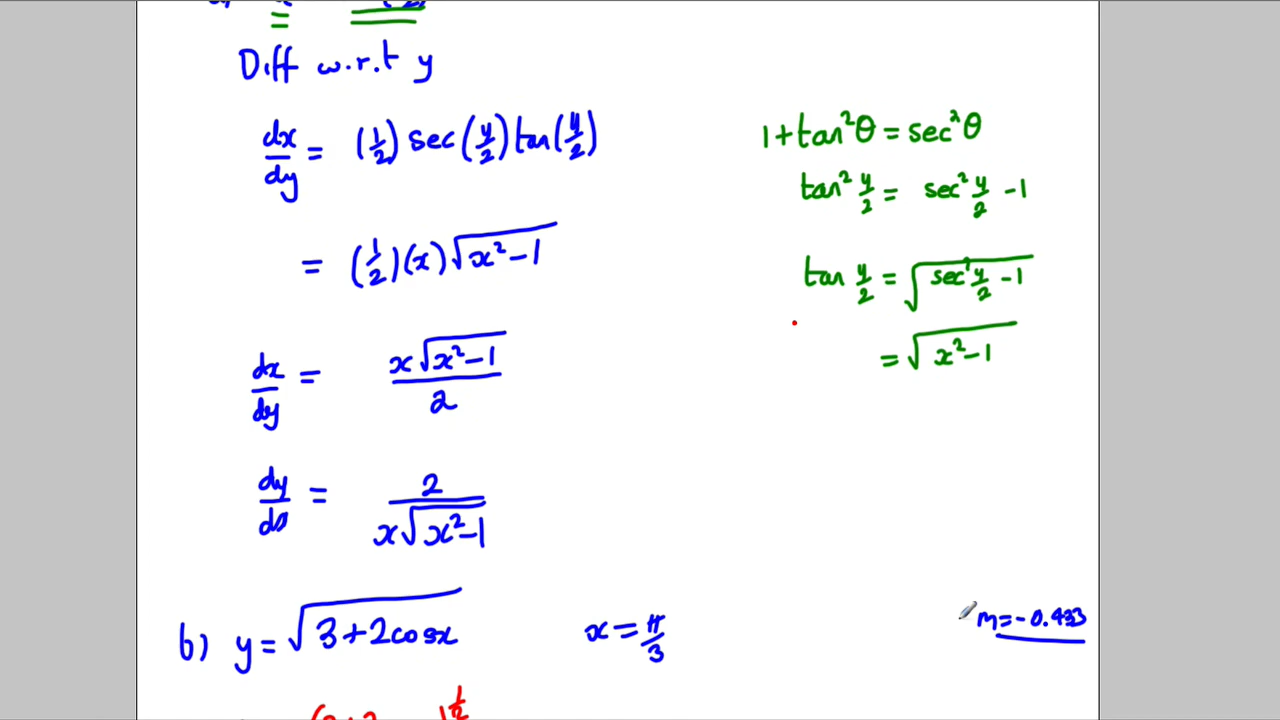 Diff w.r.t y
dx/dy = (1/2) sec(y/2) tan(y/2)
= (1/2)(x)√(x²-1)
dx/dy = x√(x²-1)/2
dy/dx = 2/(x√(x²-1))
1+tan²θ = sec²θ
tan² y/2 = sec² y/2 -1
tan y/2 = √(sec² y/2 -1)
= √(x²-1)
b) y = √(3+2cosx) x = π/3
m=-0.433